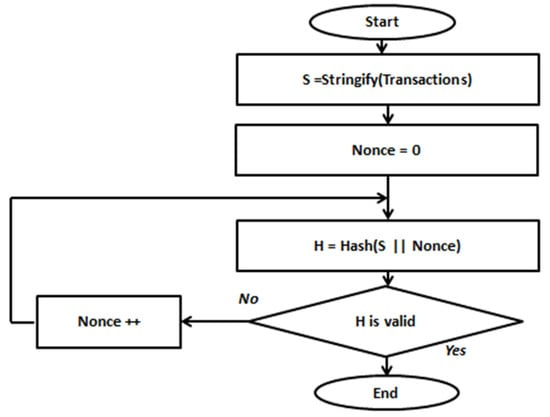 Start
S =Stringify(Transactions)
Nonce = 0
H = Hash(S || Nonce)
No
Nonce ++
H is valid
Yes
End